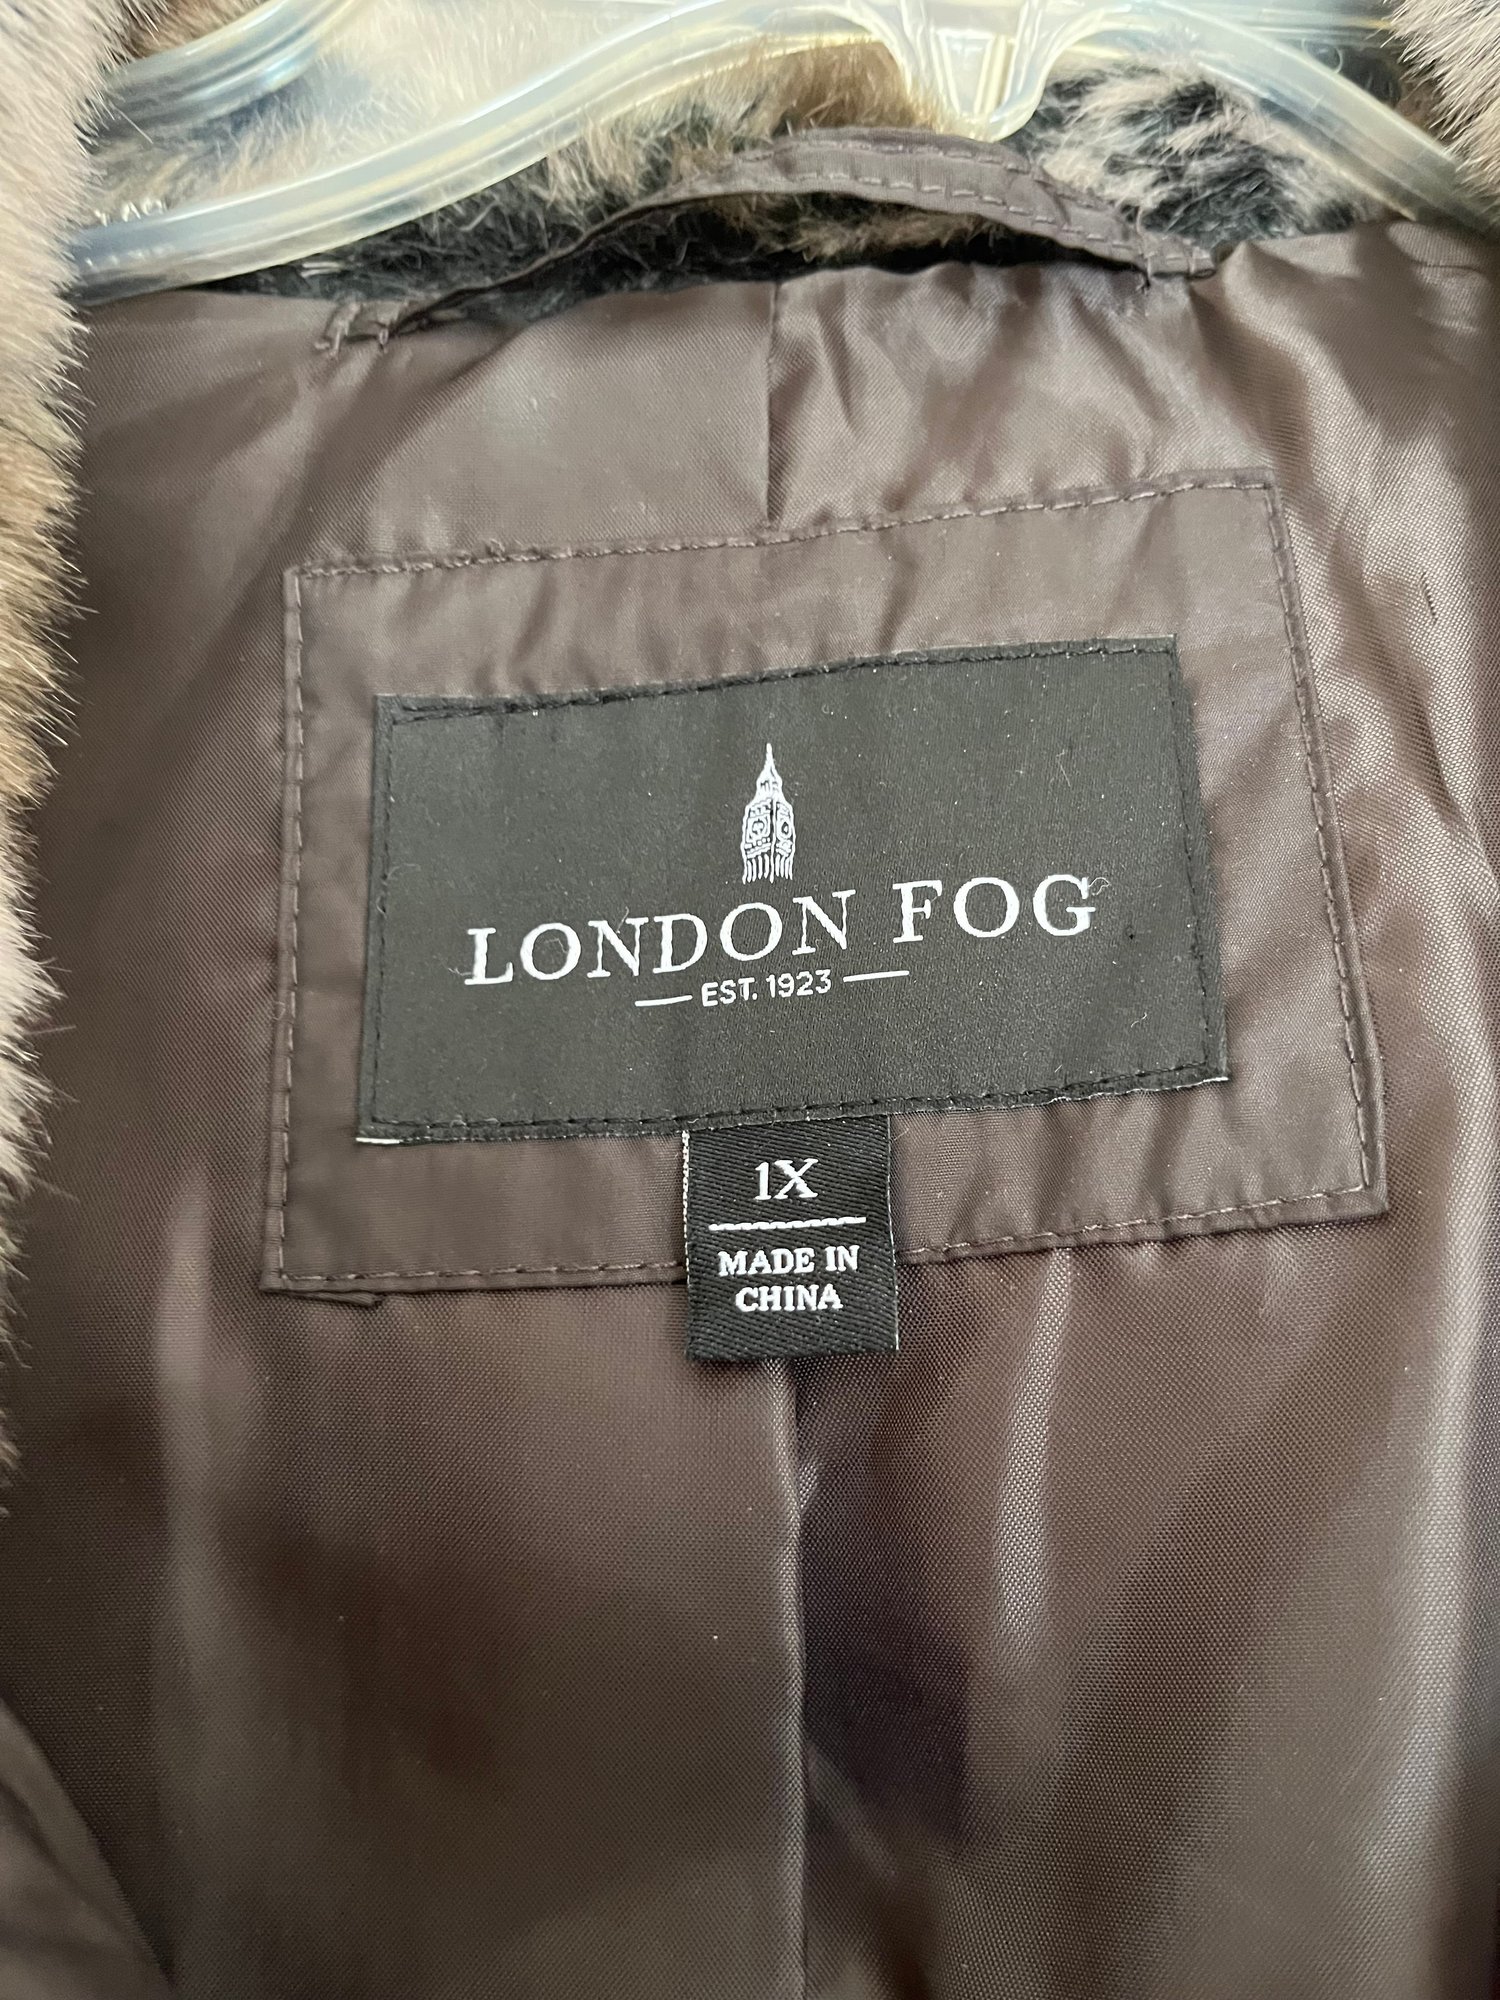 LONDON FOG
EST. 1923
1X
MADE IN
CHINA